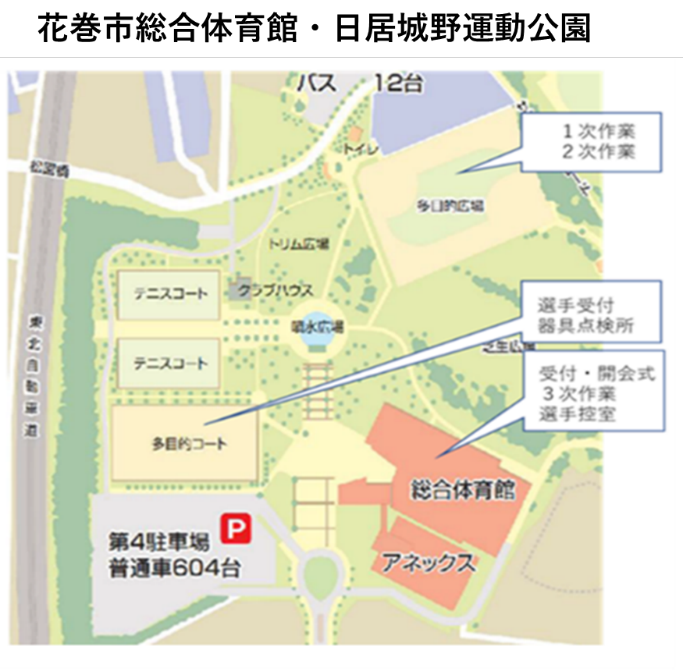 花巻市総合体育館・日居城野運動公園
バス 12台
トイレ
1次作業
2次作業
多目的広場
トリム広場
テニスコート
クラブハウス
噴水広場
選手受付
器具点検所
芝生広場
テニスコート
受付・開会式
3次作業
選手控室
東北自動車道
多目的コート
総合体育館
P
第4駐車場
普通車604台
アネックス